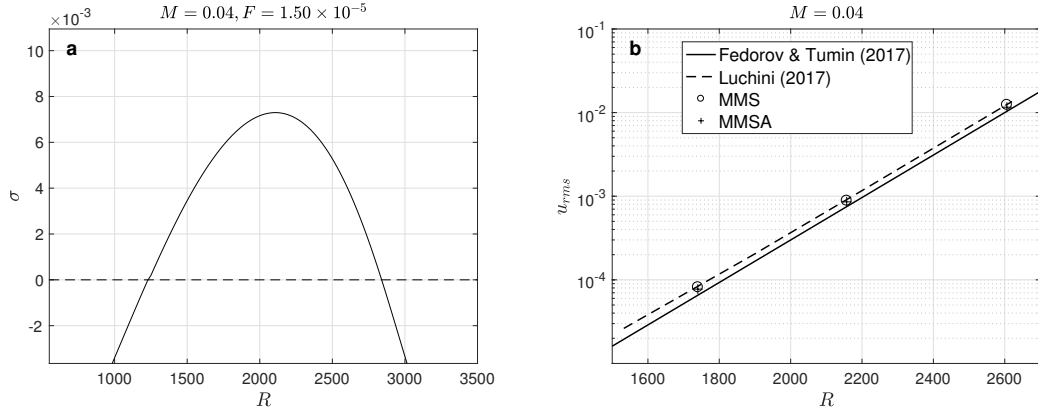 M = 0.04, F = 1.50 × 10⁻⁵
×10⁻³
a
10
8
6
4
2
0
-2
σ
1000 1500 2000 2500 3000 3500
R
M = 0.04
b
10⁻¹
10⁻²
10⁻³
10⁻⁴
u_rms
Fedorov & Tumin (2017)
Luchini (2017)
MMS
MMSA
1600 1800 2000 2200 2400 2600
R